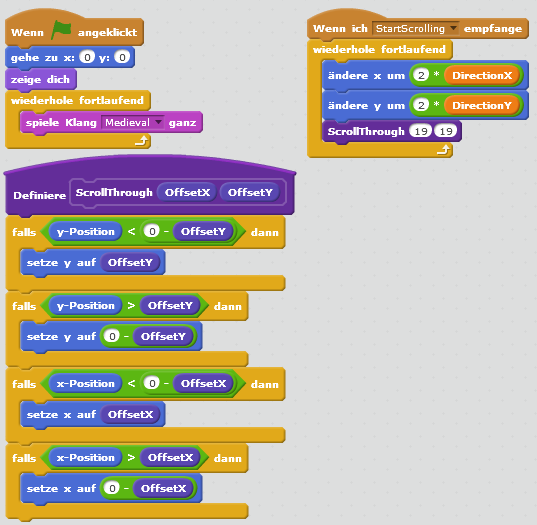 Wenn angeklickt
gehe zu x: 0 y: 0
zeige dich
wiederhole fortlaufend
spiele Klang Medieval ganz
Wenn ich StartScrolling empfange
wiederhole fortlaufend
ändere x um 2 * DirectionX
ändere y um 2 * DirectionY
ScrollThrough 19 19
Definiere ScrollThrough OffsetX OffsetY
falls y-Position < 0 - OffsetY dann
setze y auf OffsetY
falls y-Position > OffsetY dann
setze y auf 0 - OffsetY
falls x-Position < 0 - OffsetX dann
setze x auf OffsetX
falls x-Position > OffsetX dann
setze x auf 0 - OffsetX